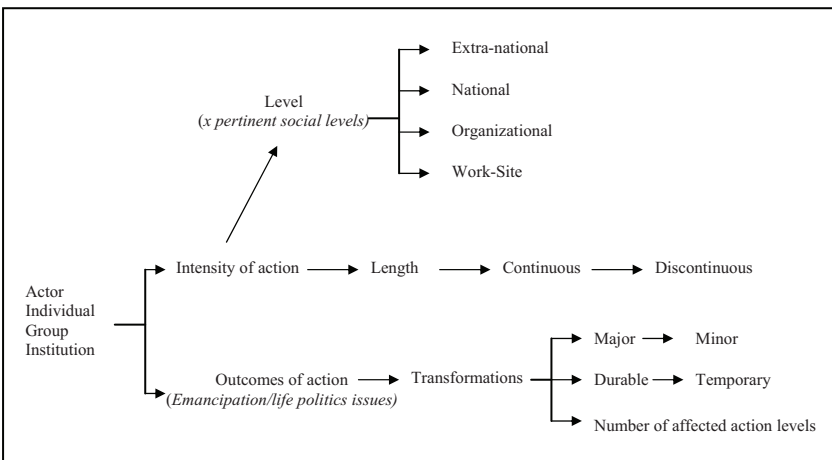 Extra-national
National
Level
(x pertinent social levels)
Organizational
Work-Site
Intensity of action
Length
Continuous
Discontinuous
Actor
Individual
Group
Institution
Outcomes of action
(Emancipation/life politics issues)
Transformations
Major
Minor
Durable
Temporary
Number of affected action levels